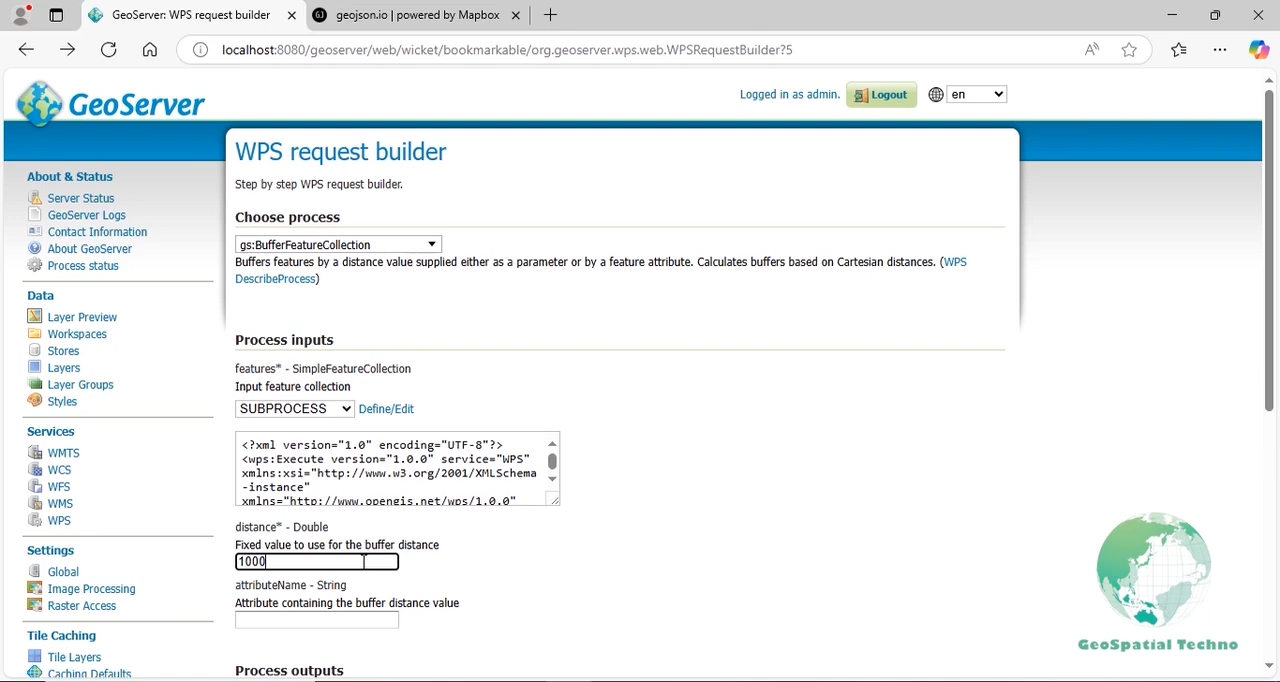 GeoServer: WPS request builder
geojson.io | powered by Mapbox
localhost:8080/geoserver/web/wicket/bookmarkable/org.geoserver.wps.web.WPSRequestBuilder?5
GeoServer
Logged in as admin.
Logout
en
About & Status
Server Status
GeoServer Logs
Contact Information
About GeoServer
Process status
Data
Layer Preview
Workspaces
Stores
Layers
Layer Groups
Styles
Services
WMTS
WCS
WFS
WMS
WPS
Settings
Global
Image Processing
Raster Access
Tile Caching
Tile Layers
Caching Defaults
WPS request builder
Step by step WPS request builder.
Choose process
gs:BufferFeatureCollection
Buffers features by a distance value supplied either as a parameter or by a feature attribute. Calculates buffers based on Cartesian distances. (WPS
DescribeProcess)
Process inputs
features* - SimpleFeatureCollection
Input feature collection
SUBPROCESS Define/Edit
<?xml version="1.0" encoding="UTF-8"?>
<wps:Execute version="1.0.0" service="WPS"
xmlns:xsi="http://www.w3.org/2001/XMLSchema
-instance"
xmlns="http://www.opengis.net/wps/1.0.0"
distance* - Double
Fixed value to use for the buffer distance
1000
attributeName - String
Attribute containing the buffer distance value
Process outputs
GeoSpatial Techno